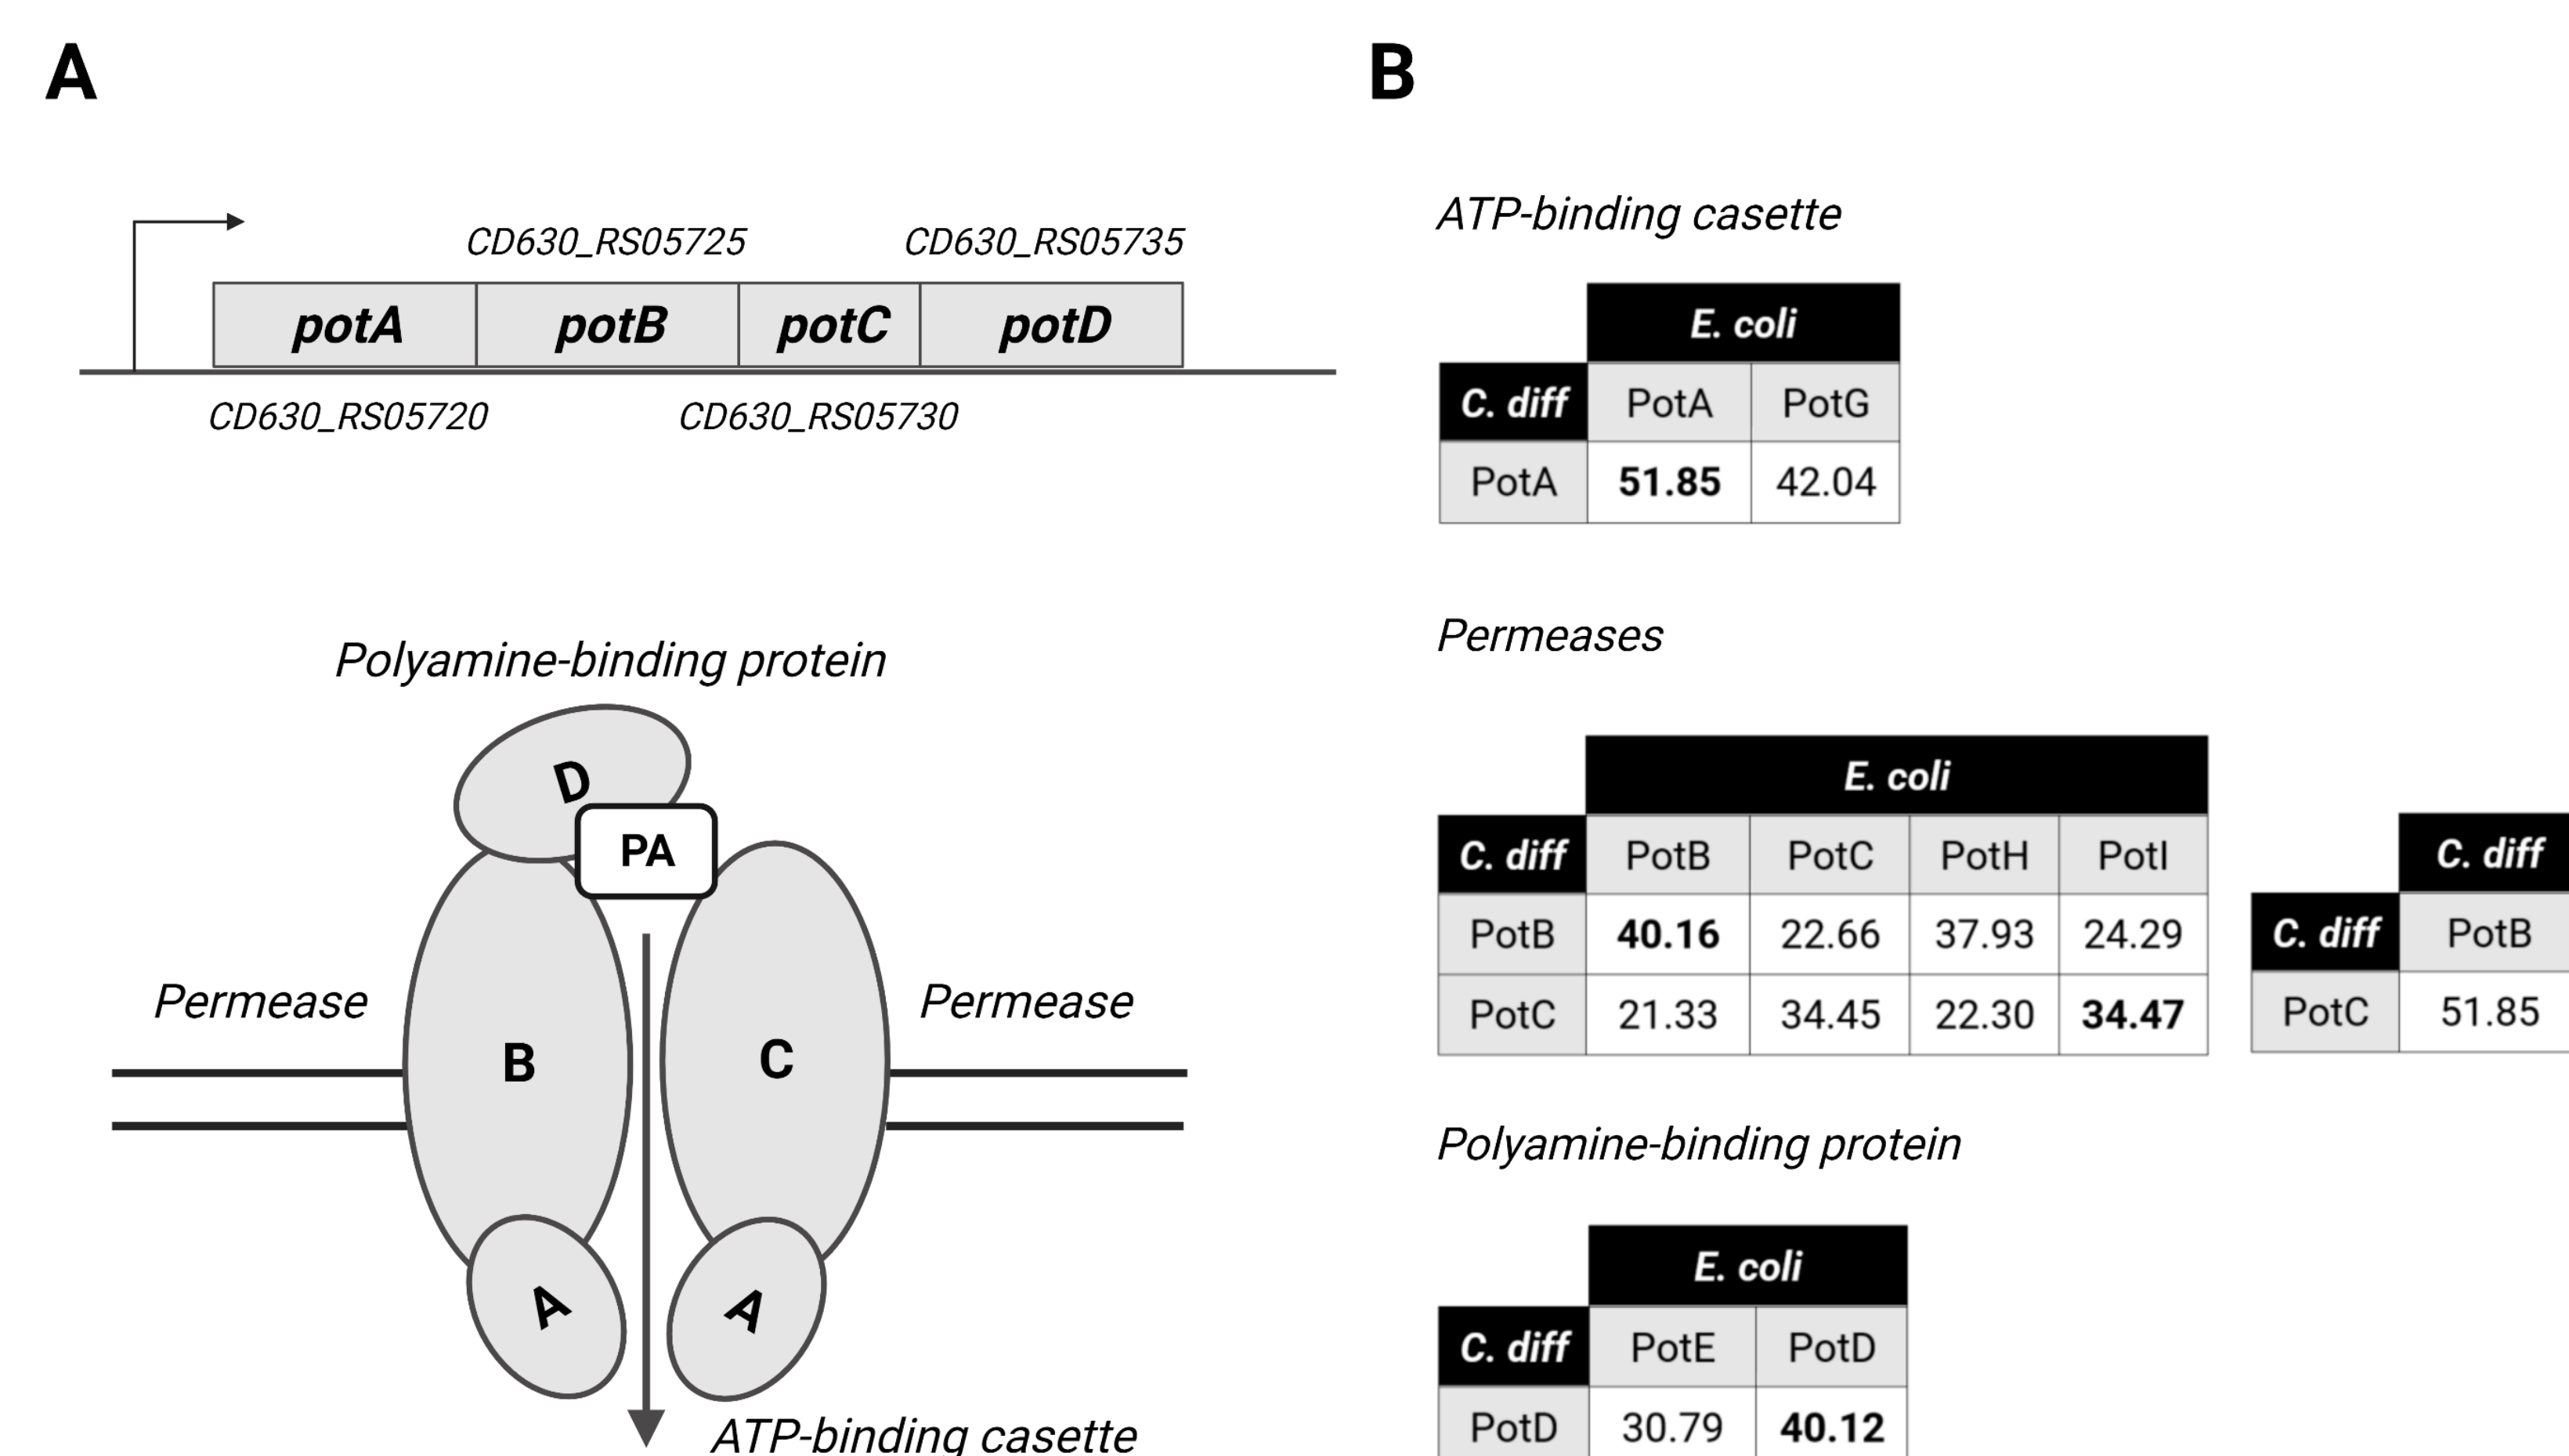 A
CD630_RS05725 CD630_RS05735
potA potB potC potD
CD630_RS05720 CD630_RS05730
Polyamine-binding protein
D
PA
Permease Permease
B C
A A
ATP-binding casette
B
ATP-binding casette
E. coli
C. diff PotA PotG
PotA 51.85 42.04
Permeases
E. coli
C. diff PotB PotC PotH PotI
PotB 40.16 22.66 37.93 24.29
PotC 21.33 34.45 22.30 34.47
C. diff
C. diff PotB
PotC 51.85
Polyamine-binding protein
E. coli
C. diff PotE PotD
PotD 30.79 40.12